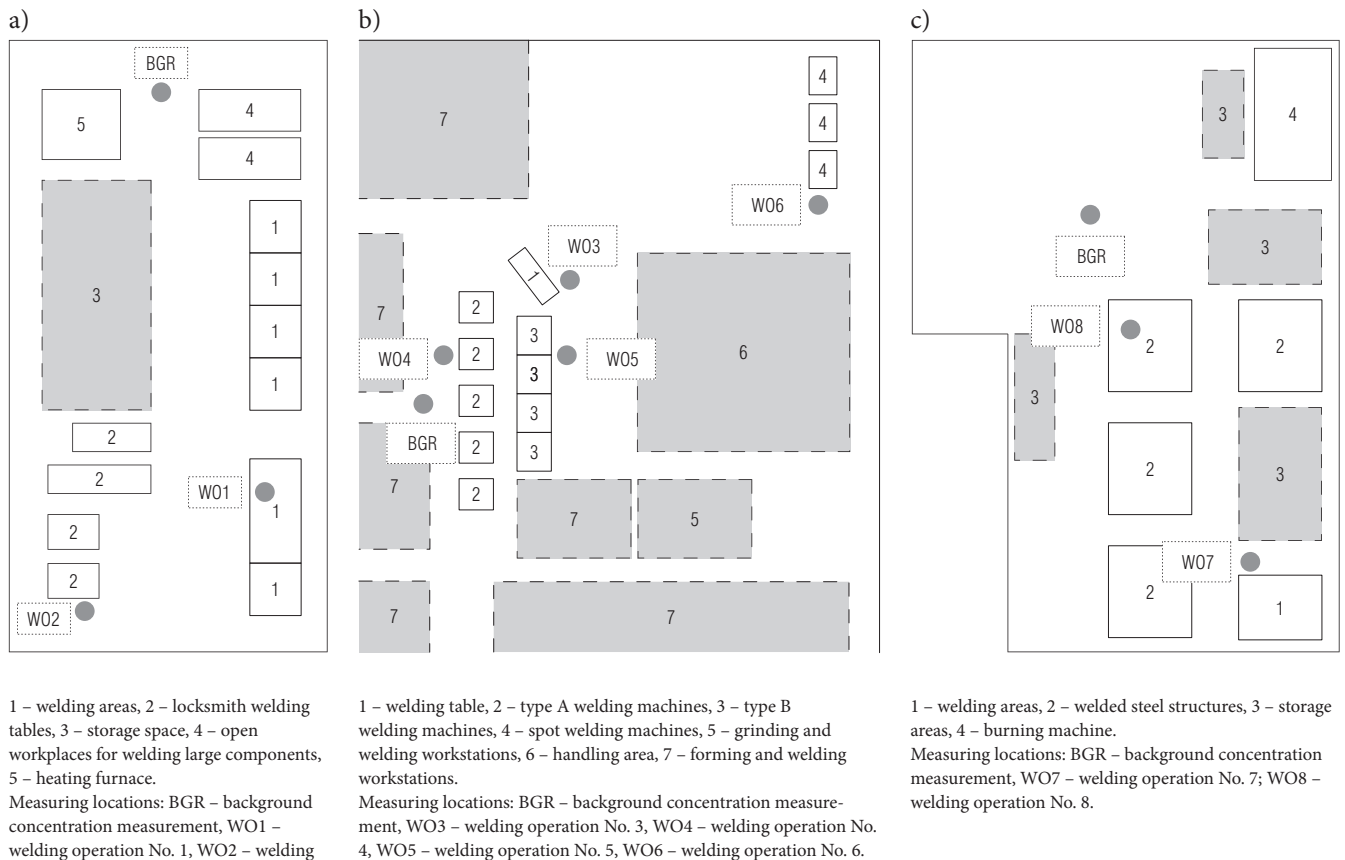 a)
BGR
5
4
4
1
1
1
1
3
2
2
2
2
WO1
1
1
WO2
b)
7
4
4
4
WO6
WO3
1
7
2
3
WO4
2
WO5
6
3
2
3
BGR
2
3
7
2
7
5
7
7
c)
3
4
BGR
3
WO8
2
2
3
2
3
WO7
2
1
1 – welding areas, 2 – locksmith welding
tables, 3 – storage space, 4 – open
workplaces for welding large components,
5 – heating furnace.
Measuring locations: BGR – background
concentration measurement, WO1 –
welding operation No. 1, WO2 – welding
1 – welding table, 2 – type A welding machines, 3 – type B
welding machines, 4 – spot welding machines, 5 – grinding and
welding workstations, 6 – handling area, 7 – forming and welding
workstations.
Measuring locations: BGR – background concentration measure-
ment, WO3 – welding operation No. 3, WO4 – welding operation No.
4, WO5 – welding operation No. 5, WO6 – welding operation No. 6.
1 – welding areas, 2 – welded steel structures, 3 – storage
areas, 4 – burning machine.
Measuring locations: BGR – background concentration
measurement, WO7 – welding operation No. 7; WO8 –
welding operation No. 8.